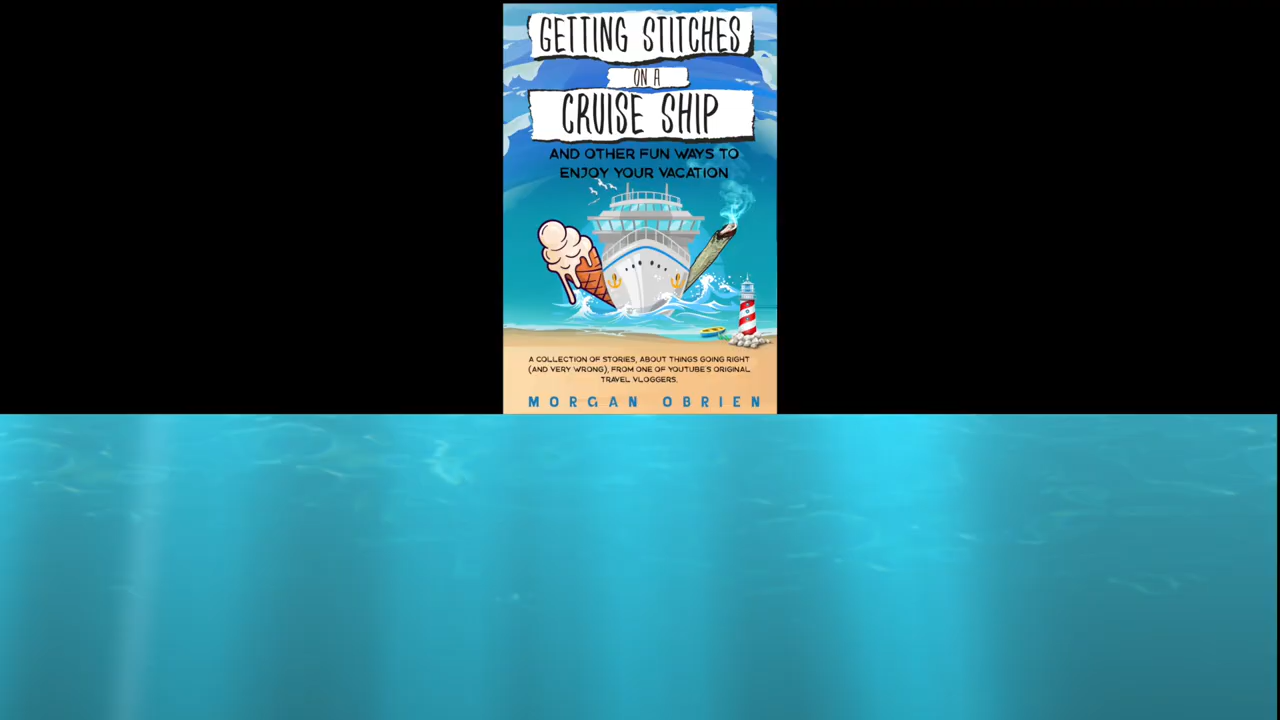 GETTING STITCHES
ON A
CRUISE SHIP
AND OTHER FUN WAYS TO
ENJOY YOUR VACATION
A COLLECTION OF STORIES, ABOUT THINGS GOING RIGHT
(AND VERY WRONG), FROM ONE OF YOUTUBE'S ORIGINAL
TRAVEL VLOGGERS.
MORGAN OBRIEN